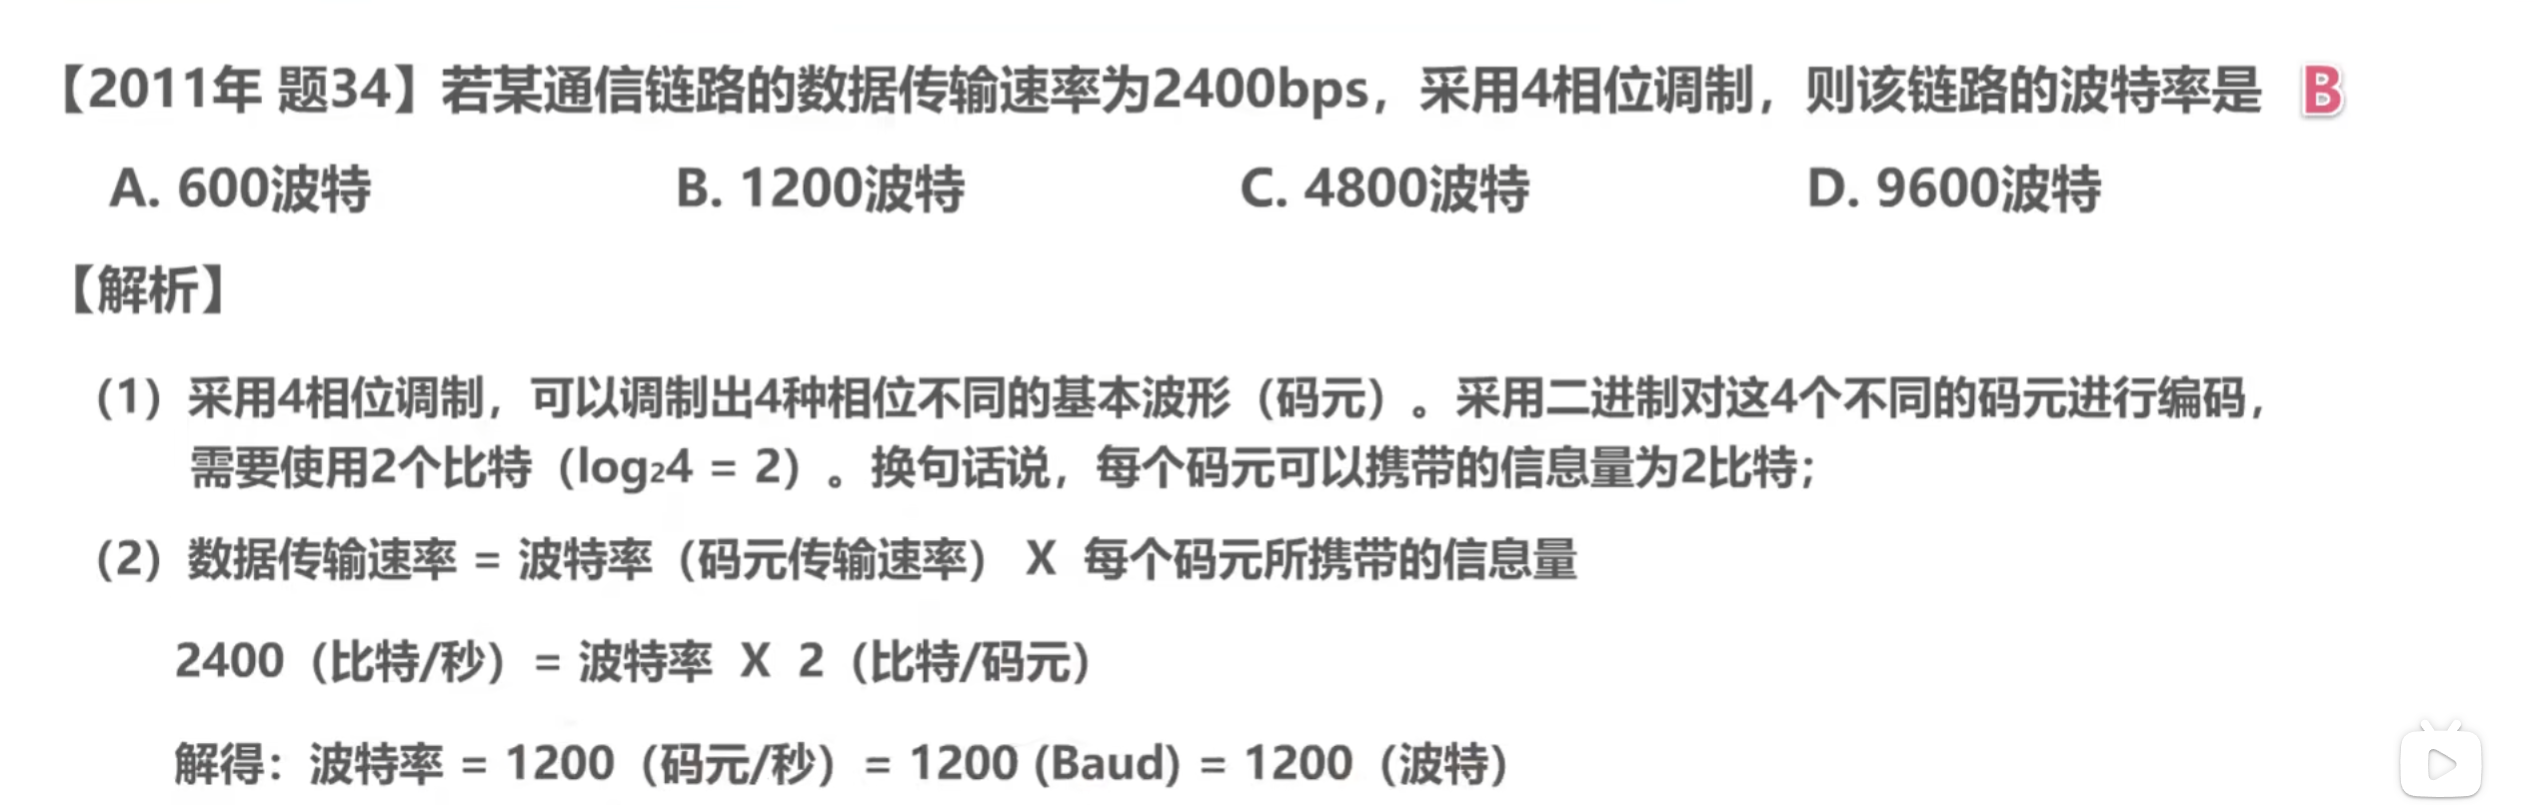 【2011年 题34】若某通信链路的数据传输速率为2400bps，采用4相位调制，则该链路的波特率是 B
A. 600波特 B. 1200波特 C. 4800波特 D. 9600波特
【解析】
（1）采用4相位调制，可以调制出4种相位不同的基本波形（码元）。采用二进制对这4个不同的码元进行编码，
需要使用2个比特（log₂4 = 2）。换句话说，每个码元可以携带的信息量为2比特；
（2）数据传输速率 = 波特率（码元传输速率） X 每个码元所携带的信息量
2400（比特/秒）= 波特率 X 2（比特/码元）
解得：波特率 = 1200（码元/秒）= 1200 (Baud) = 1200（波特）